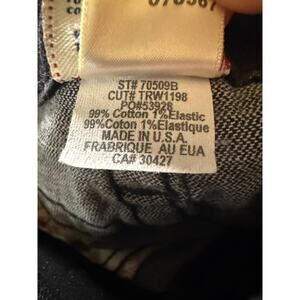 ST# 70509B
CUT# TRW1198
PO#53928
99% Cotton 1%Elastic
99%Coton 1%Elastique
MADE IN U.S.A.
FRABRIQUE AU EUA
CA# 30427